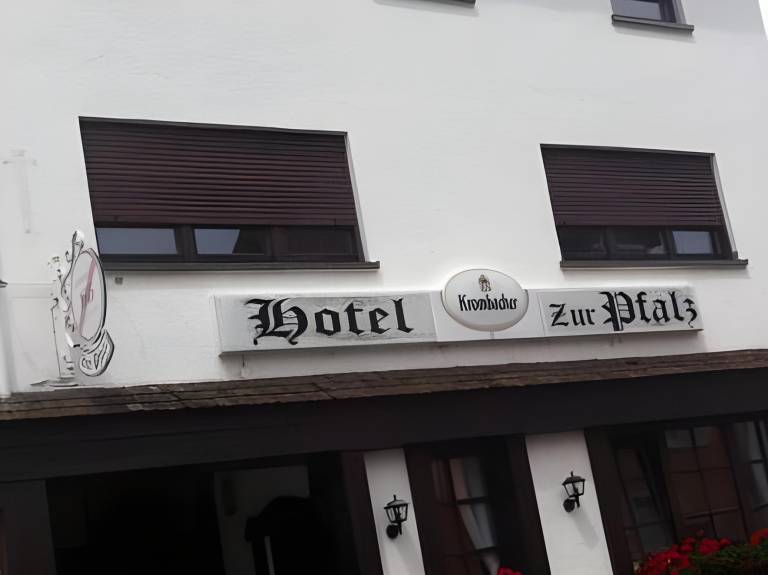 Hotel
Krombacher
Zur Pfalz